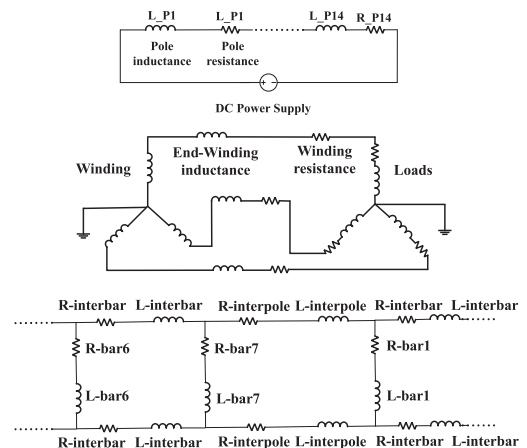 L_P1 L_P1 L_P14 R_P14
Pole inductance
Pole resistance
+ -
DC Power Supply
Winding
End-Winding inductance
Winding resistance
Loads
R-interbar L-interbar R-interpole L-interpole R-interbar L-interbar
R-bar6 R-bar7 R-bar1
L-bar6 L-bar7 L-bar1
R-interbar L-interbar R-interpole L-interpole R-interbar L-interbar